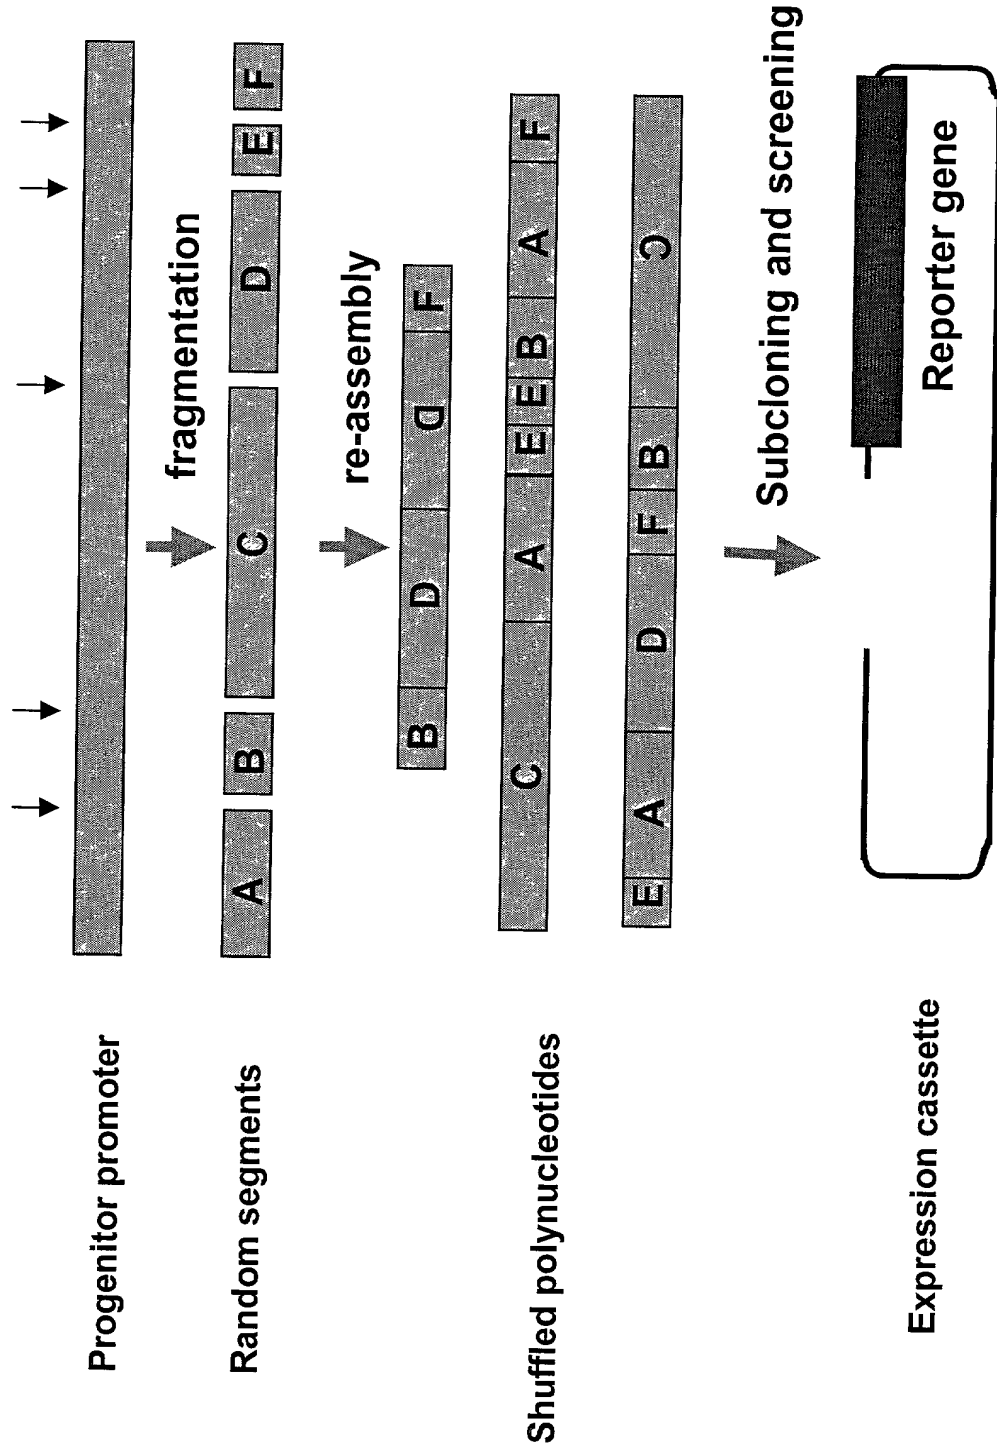 Progenitor promoter
fragmentation
Random segments A B C D E F
re-assembly
B D D F
Shuffled polynucleotides C A E E B A F
E A D F B C
Subcloning and screening
Expression cassette
Reporter gene